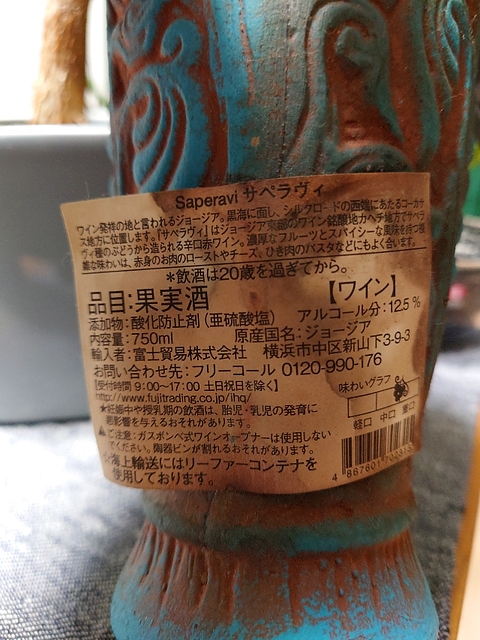 Saperavi サペラヴィ
ワイン発祥の地と言われるジョージア。黒海に面し、シルクロードの西端にあたるコーカサ
ス地方に位置します。『サペラヴィ』はジョージア東部のワイン銘醸地カヘチ地方でサペラ
ヴィ種のぶどうから造られる辛口赤ワイン。濃厚なフルーツとスパイシーな風味を持つ複
雑な味わいは、赤身のお肉のローストやチーズ、ひき肉のパスタなどにもよく合います。
*飲酒は20歳を過ぎてから。
品目:果実酒 【ワイン】
添加物:酸化防止剤(亜硫酸塩) アルコール分:12.5%
内容量:750ml 原産国名:ジョージア
輸入者:富士貿易株式会社 横浜市中区新山下3-9-3
お問い合わせ先:フリーコール 0120-990-176
【受付時間 9:00~17:00 土日祝日を除く】
http://www.fujitrading.co.jp/ihq/
味わいグラフ
軽口 中口 重口
★妊娠中や授乳期の飲酒は、胎児・乳児の発育に
悪影響を与えるおそれがあります。
▲ご注意:ガスボンベ式ワインオープナーは使用しない
でください。陶器ビンが割れるおそれがあります。
☆海上輸送にはリーファーコンテナを
使用しております。